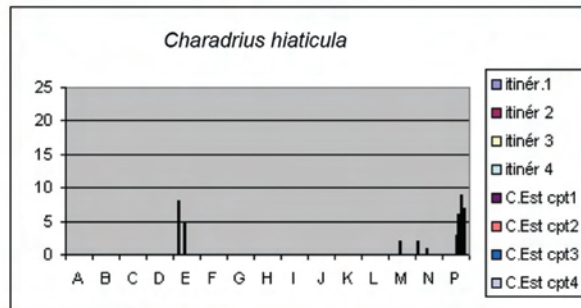 Charadrius hiaticula
25
20
15
10
5
0
A B C D E F G H I J K L M N P
itinér.1
itinér 2
itinér 3
itinér 4
C.Est cpt1
C.Est cpt2
C.Est cpt3
C.Est cpt4